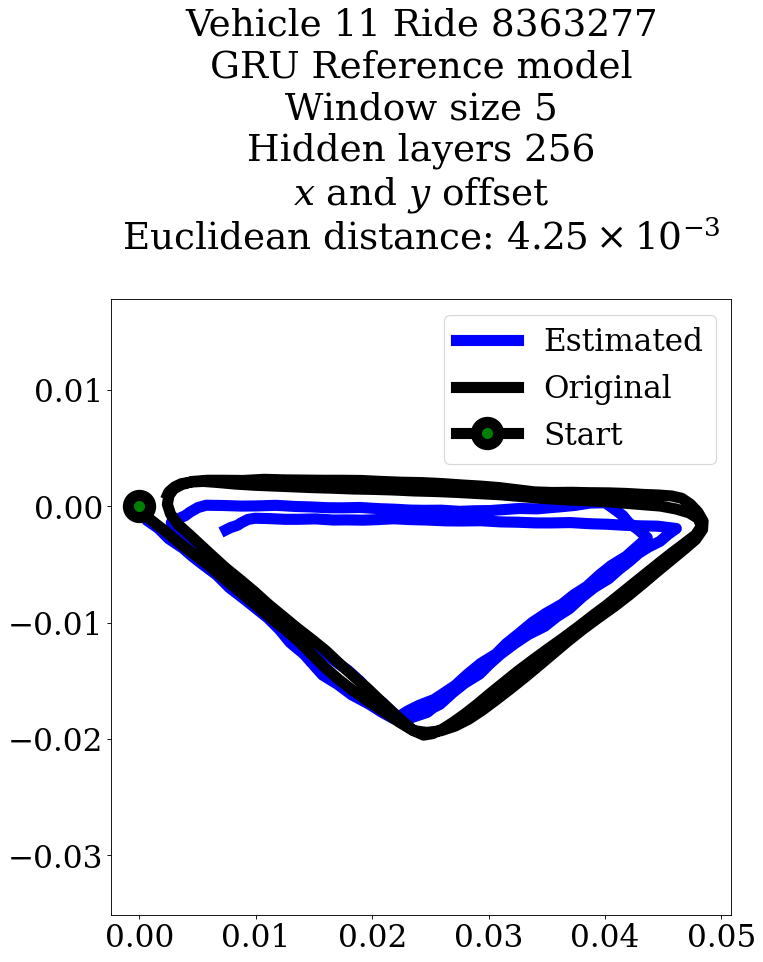 Vehicle 11 Ride 8363277
GRU Reference model
Window size 5
Hidden layers 256
x and y offset
Euclidean distance: 4.25 × 10⁻³
Estimated
Original
Start
0.01
0.00
−0.01
−0.02
−0.03
0.00 0.01 0.02 0.03 0.04 0.05